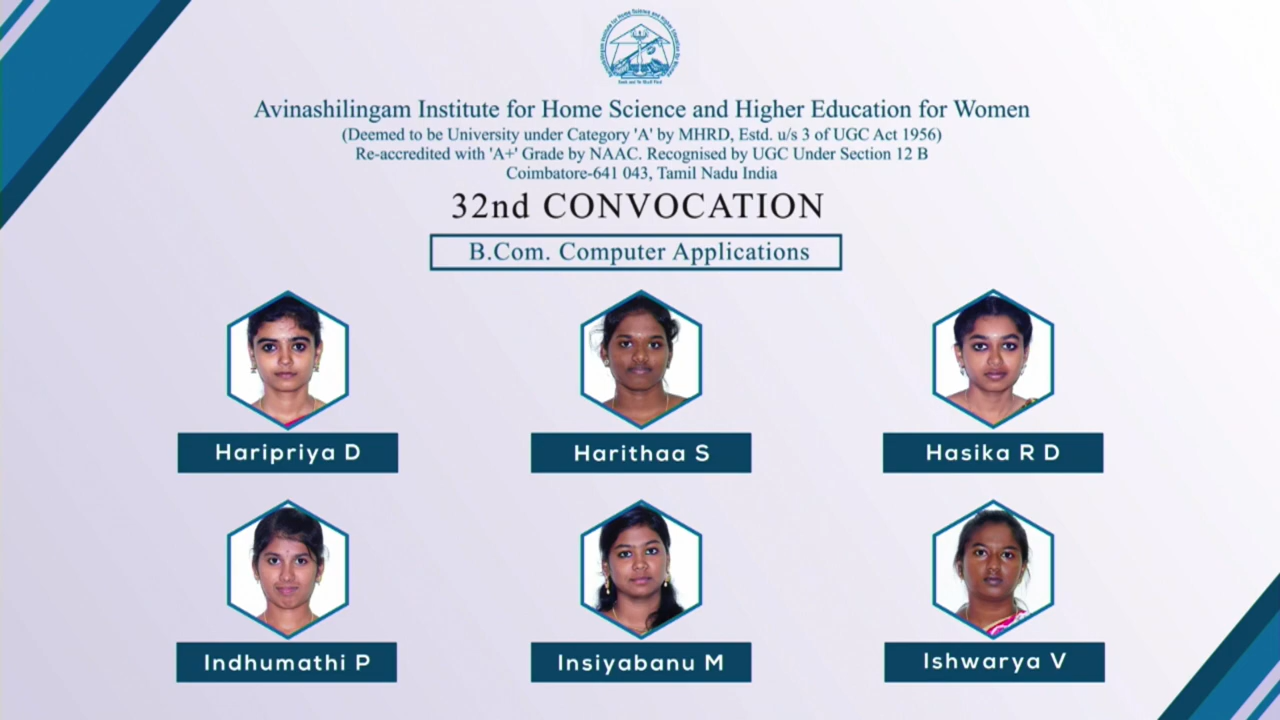 Avinashilingam Institute for Home Science and Higher Education for Women
(Deemed to be University under Category 'A' by MHRD, Estd. u/s 3 of UGC Act 1956)
Re-accredited with 'A+' Grade by NAAC. Recognised by UGC Under Section 12 B
Coimbatore-641 043, Tamil Nadu India
32nd CONVOCATION
B.Com. Computer Applications
Haripriya D
Harithaa S
Hasika R D
Indhumathi P
Insiyabanu M
Ishwarya V